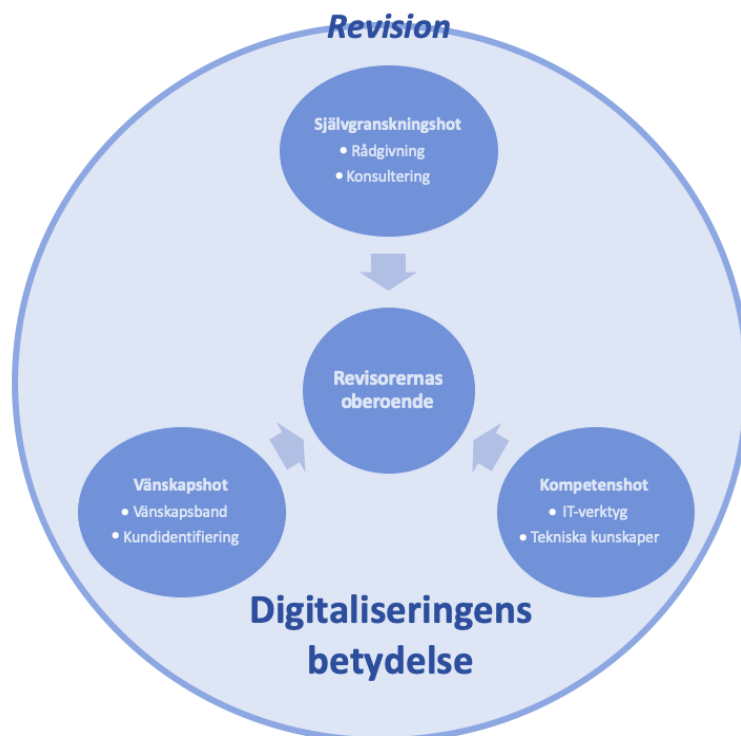 Revision
Självgranskningshot
• Rådgivning
• Konsultering
Revisorernas
oberoende
Vänskapshot
• Vänskapsband
• Kundidentifiering
Kompetenshot
• IT-verktyg
• Tekniska kunskaper
Digitaliseringens
betydelse